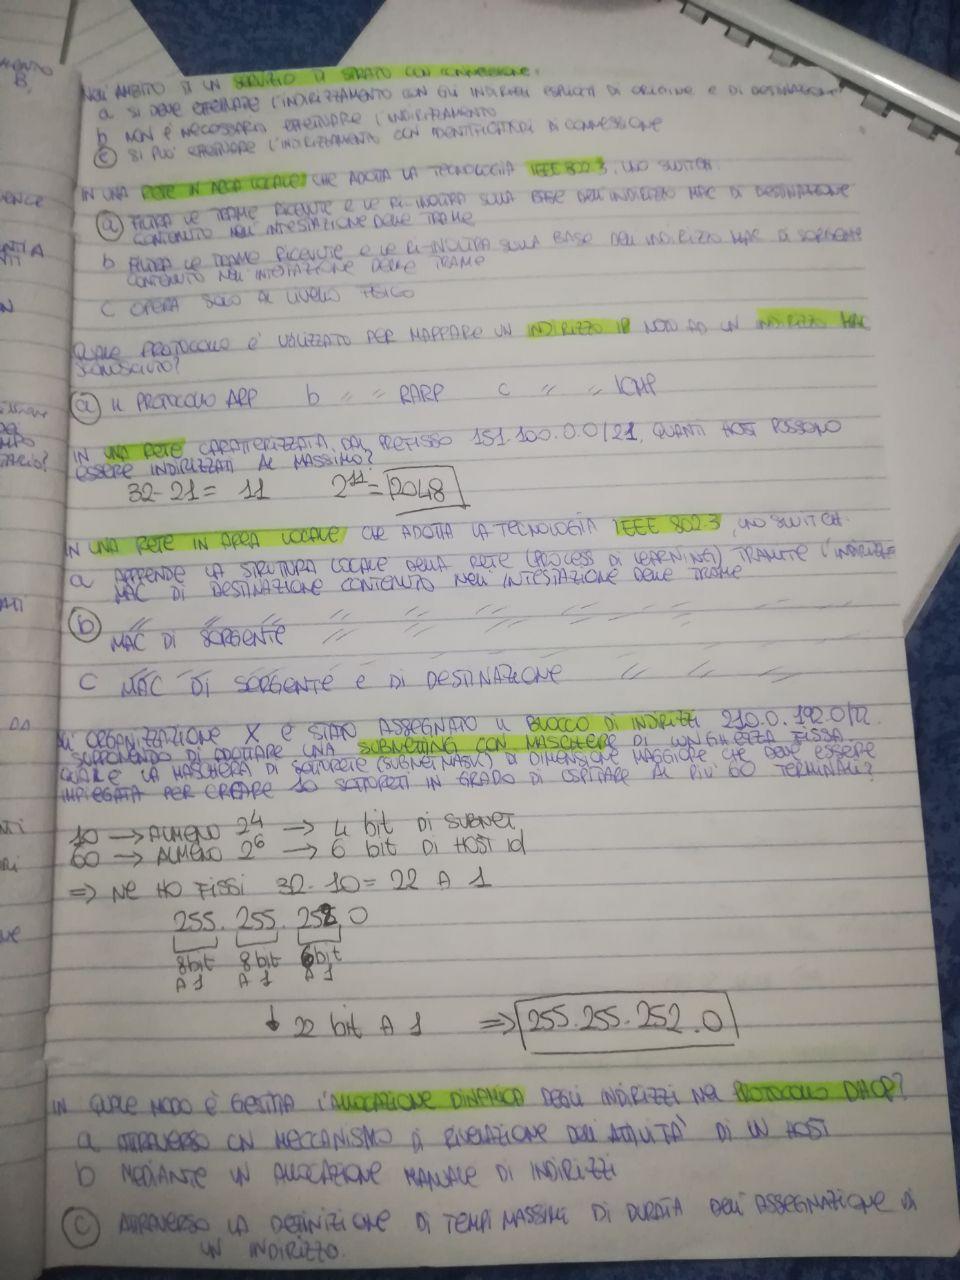 NELL'AMBITO DI UN SERVIZIO DI STRATO CON CONNESSIONE:
a SI DEVE EFFETTUARE L'INDIRIZZAMENTO CON GLI INDIRIZZI ESPLICITI DI ORIGINE E DI DESTINAZIONE
b NON È NECESSARIO EFFETTUARE L'INDIRIZZAMENTO
c SI PUÒ EFFETTUARE L'INDIRIZZAMENTO CON IDENTIFICATORI DI CONNESSIONE
IN UNA RETE IN AREA LOCALE, CHE ADOTTA LA TECNOLOGIA IEEE 802.3, UNO SWITCH:
a FILTRA LE TRAME RICEVUTE E LE RI-INOLTRA SULLA BASE DELL'INDIRIZZO MAC DI DESTINAZIONE
CONTENUTO NELL'INTESTAZIONE DELLE TRAME
b FILTRA LE TRAME RICEVUTE E LE RI-INOLTRA SULLA BASE DELL'INDIRIZZO MAC DI SORGENTE
CONTENUTO NELL'INTESTAZIONE DELLE TRAME
C OPERA SOLO AL LIVELLO FISICO
QUALE PROTOCOLLO È UTILIZZATO PER MAPPARE UN INDIRIZZO IP NOTO AD UN INDIRIZZO MAC
SCONOSCIUTO?
a IL PROTOCOLLO ARP b " " RARP c " " ICMP
IN UNA RETE CARATTERIZZATA DAL PREFISSO 151.100.0.0/21, QUANTI HOST POSSONO
ESSERE INDIRIZZATI AL MASSIMO?
32-21= 11 2¹¹= 2048
IN UNA RETE IN AREA LOCALE, CHE ADOTTA LA TECNOLOGIA IEEE 802.3, UNO SWITCH:
a APPRENDE LA STRUTTURA LOCALE DELLA RETE (PROCESS DI LEARNING) TRAMITE L'INDIRIZZO
MAC DI DESTINAZIONE CONTENUTO NELL'INTESTAZIONE DELLE TRAME
b " " " " " " " "
MAC DI SORGENTE " " " " "
C MAC DI SORGENTE E DI DESTINAZIONE " " " "
ALL'ORGANIZZAZIONE X È STATO ASSEGNATO IL BLOCCO DI INDIRIZZI 210.0.192.0/22.
SUPPONENDO DI ADOTTARE UNA SUBNETTING CON MASCHERE DI LUNGHEZZA FISSA,
QUALE LA MASCHERA DI SOTTORETE (SUBNET MASK) DI DIMENSIONE MAGGIORE CHE DEVE ESSERE
IMPIEGATA PER CREARE 10 SOTTORETI IN GRADO DI OSPITARE AL PIÙ 60 TERMINALI?
10 → ALMENO 2⁴ → 4 bit DI SUBNET
60 → ALMENO 2⁶ → 6 bit DI HOST id
⇒ NE HO FISSI 32-10= 22 A 1
255. 255. 252 0
8bit 8bit 6bit
A 1 A 1 A 1
↓ 22 bit A 1 ⇒ 255.255.252.0
IN QUALE MODO È GESTITA L'ALLOCAZIONE DINAMICA DEGLI INDIRIZZI NEL PROTOCOLLO DHCP?
a ATTRAVERSO UN MECCANISMO DI RIVELAZIONE DELL'ATTIVITÀ DI UN HOST
b MEDIANTE UN ALLOCAZIONE MANUALE DI INDIRIZZI
C ATTRAVERSO LA DEFINIZIONE DI TEMPI MASSIMI DI DURATA DELL'ASSEGNAZIONE DI
UN INDIRIZZO.